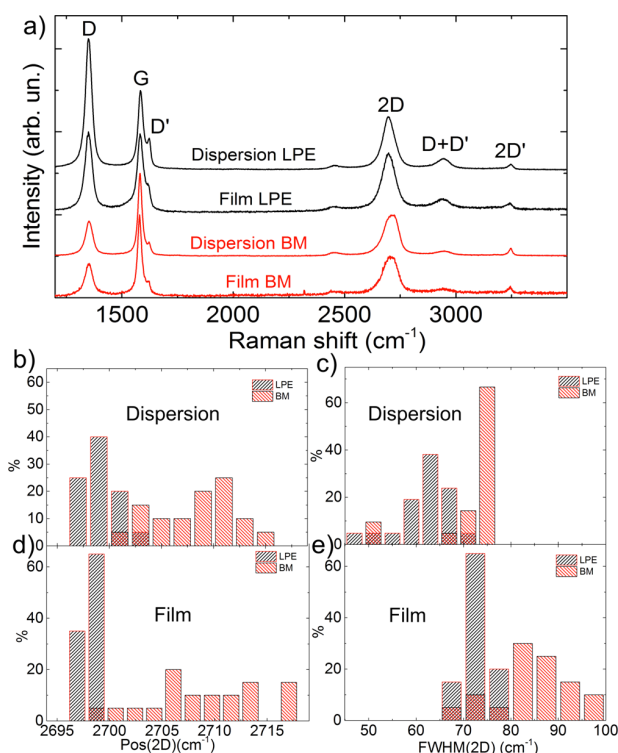 a)
D
G
D'
2D
D+D'
2D'
Dispersion LPE
Film LPE
Dispersion BM
Film BM
Intensity (arb. un.)
1500 2000 2500 3000
Raman shift (cm-1)
b)
60
50
40
30
20
10
0
%
LPE
BM
Dispersion
c)
60
40
20
0
%
LPE
BM
Dispersion
d)
60
40
20
0
%
LPE
BM
Film
2695 2700 2705 2710 2715
Pos(2D)(cm-1)
e)
60
40
20
0
%
LPE
BM
Film
50 60 70 80 90 100
FWHM(2D) (cm-1)